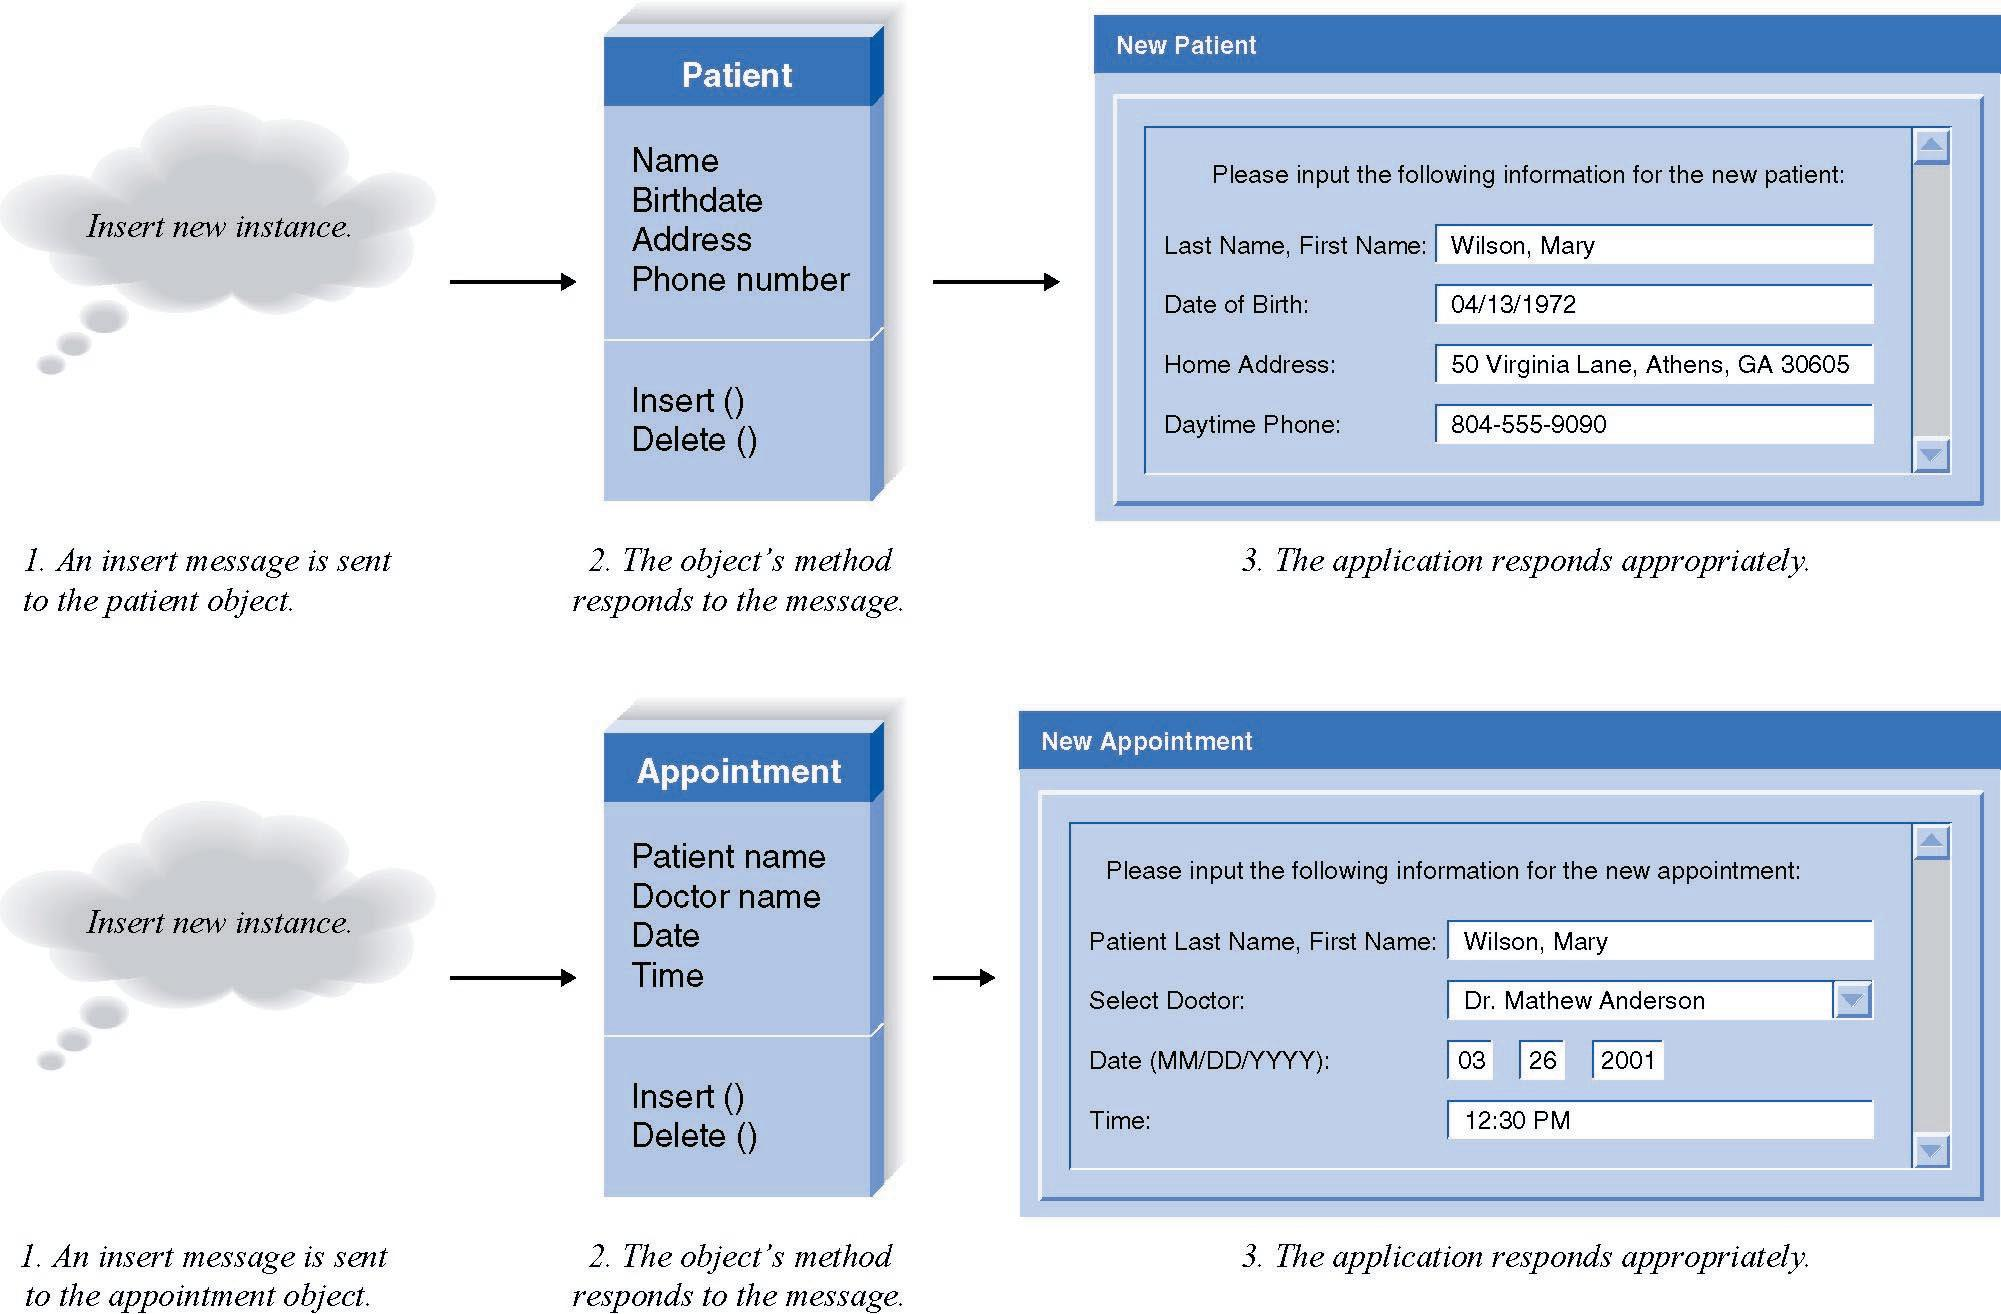 Insert new instance.
1. An insert message is sent
to the patient object.
Patient
Name
Birthdate
Address
Phone number
Insert ()
Delete ()
2. The object's method
responds to the message.
New Patient
Please input the following information for the new patient:
Last Name, First Name: Wilson, Mary
Date of Birth: 04/13/1972
Home Address: 50 Virginia Lane, Athens, GA 30605
Daytime Phone: 804-555-9090
3. The application responds appropriately.
Insert new instance.
1. An insert message is sent
to the appointment object.
Appointment
Patient name
Doctor name
Date
Time
Insert ()
Delete ()
2. The object's method
responds to the message.
New Appointment
Please input the following information for the new appointment:
Patient Last Name, First Name: Wilson, Mary
Select Doctor: Dr. Mathew Anderson
Date (MM/DD/YYYY): 03 26 2001
Time: 12:30 PM
3. The application responds appropriately.